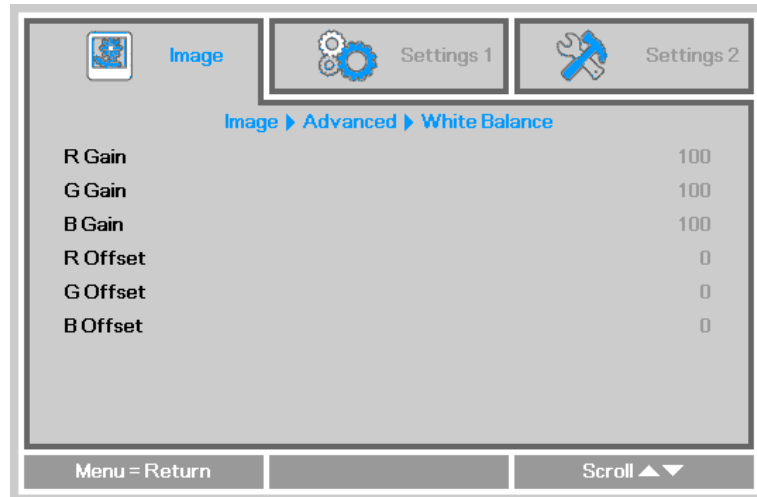 Image Settings 1 Settings 2
Image Advanced White Balance
R Gain 100
G Gain 100
B Gain 100
R Offset 0
G Offset 0
B Offset 0
Menu = Return Scroll ▲▼